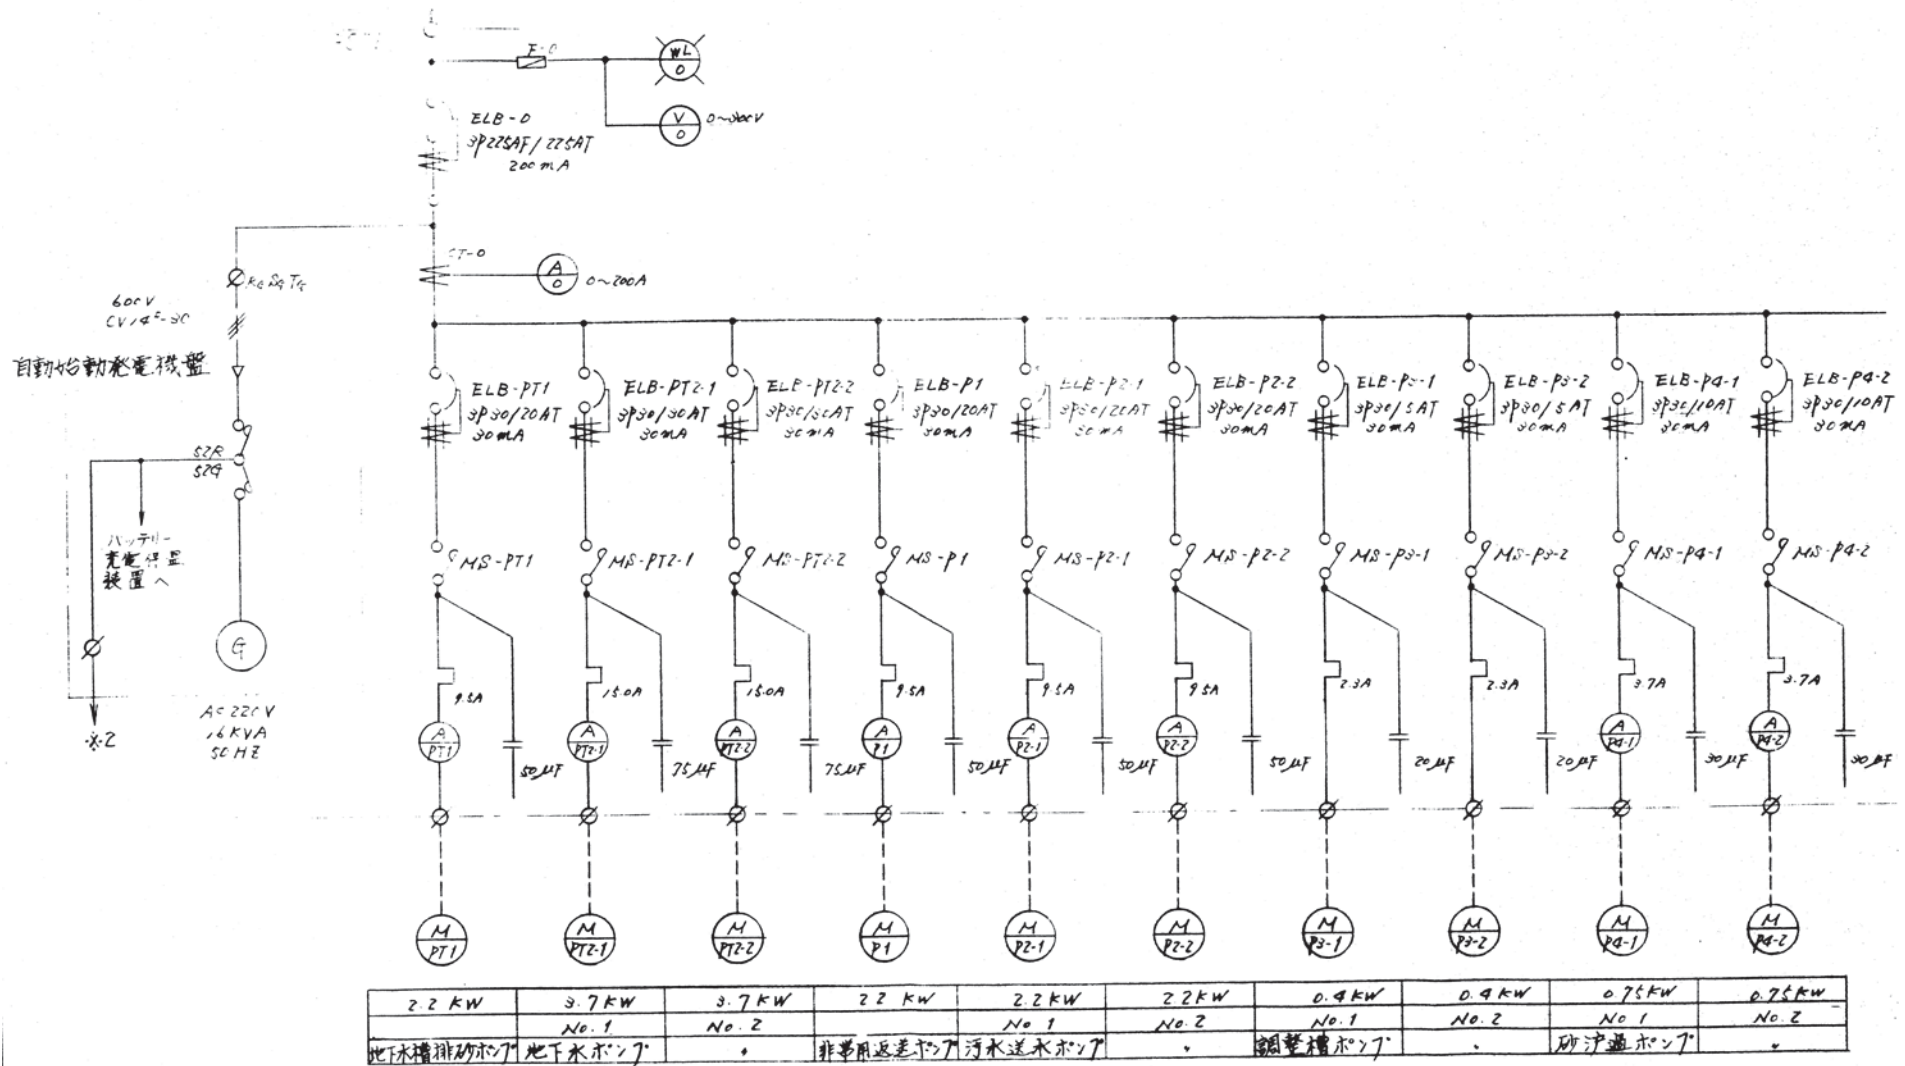 F-0
WL
0
V
0
0~300V
ELB-0
3P225AF/225AT
200mA
CT-0
A
0
0~200A
600V
自動始動発電機盤
52R
52G
バッテリー
装置へ
G
AC 220V
16KVA
50HZ
※2
ELB-PT1
3P30/20AT
30mA
ELB-PT2-1
3P30/30AT
30mA
ELB-PT2-2
3P30/30AT
30mA
ELB-P1
3P30/20AT
30mA
ELB-P2-1
3P30/20AT
30mA
ELB-P2-2
3P30/20AT
30mA
ELB-P3-1
3P30/5AT
30mA
ELB-P3-2
3P30/5AT
30mA
ELB-P4-1
3P30/10AT
30mA
ELB-P4-2
3P30/10AT
30mA
MS-PT1
MS-PT2-1
MS-PT2-2
MS-P1
MS-P2-1
MS-P2-2
MS-P3-1
MS-P3-2
MS-P4-1
MS-P4-2
9.5A
15.0A
15.0A
9.5A
9.5A
9.5A
2.3A
2.3A
3.7A
3.7A
A
PT1
A
PT2-1
A
PT2-2
A
P1
A
P2-1
A
P2-2
A
P4-1
A
P4-2
50μF
75μF
75μF
50μF
50μF
50μF
20μF
20μF
30μF
30μF
M
PT1
M
PT2-1
M
PT2-2
M
P1
M
P2-1
M
P2-2
M
P3-1
M
P3-2
M
P4-1
M
P4-2
2.2 KW 3.7KW 3.7KW 2.2 KW 2.2KW 2.2KW 0.4KW 0.4KW 0.75KW 0.75KW
No.1 No.2 No 1 No.2 No.1 No.2 No 1 No.2
地下水槽排砂ポンプ 地下水ポンプ 〃 非常用返送ポンプ 汚水送水ポンプ 〃 調整槽ポンプ 〃 砂沪過ポンプ 〃